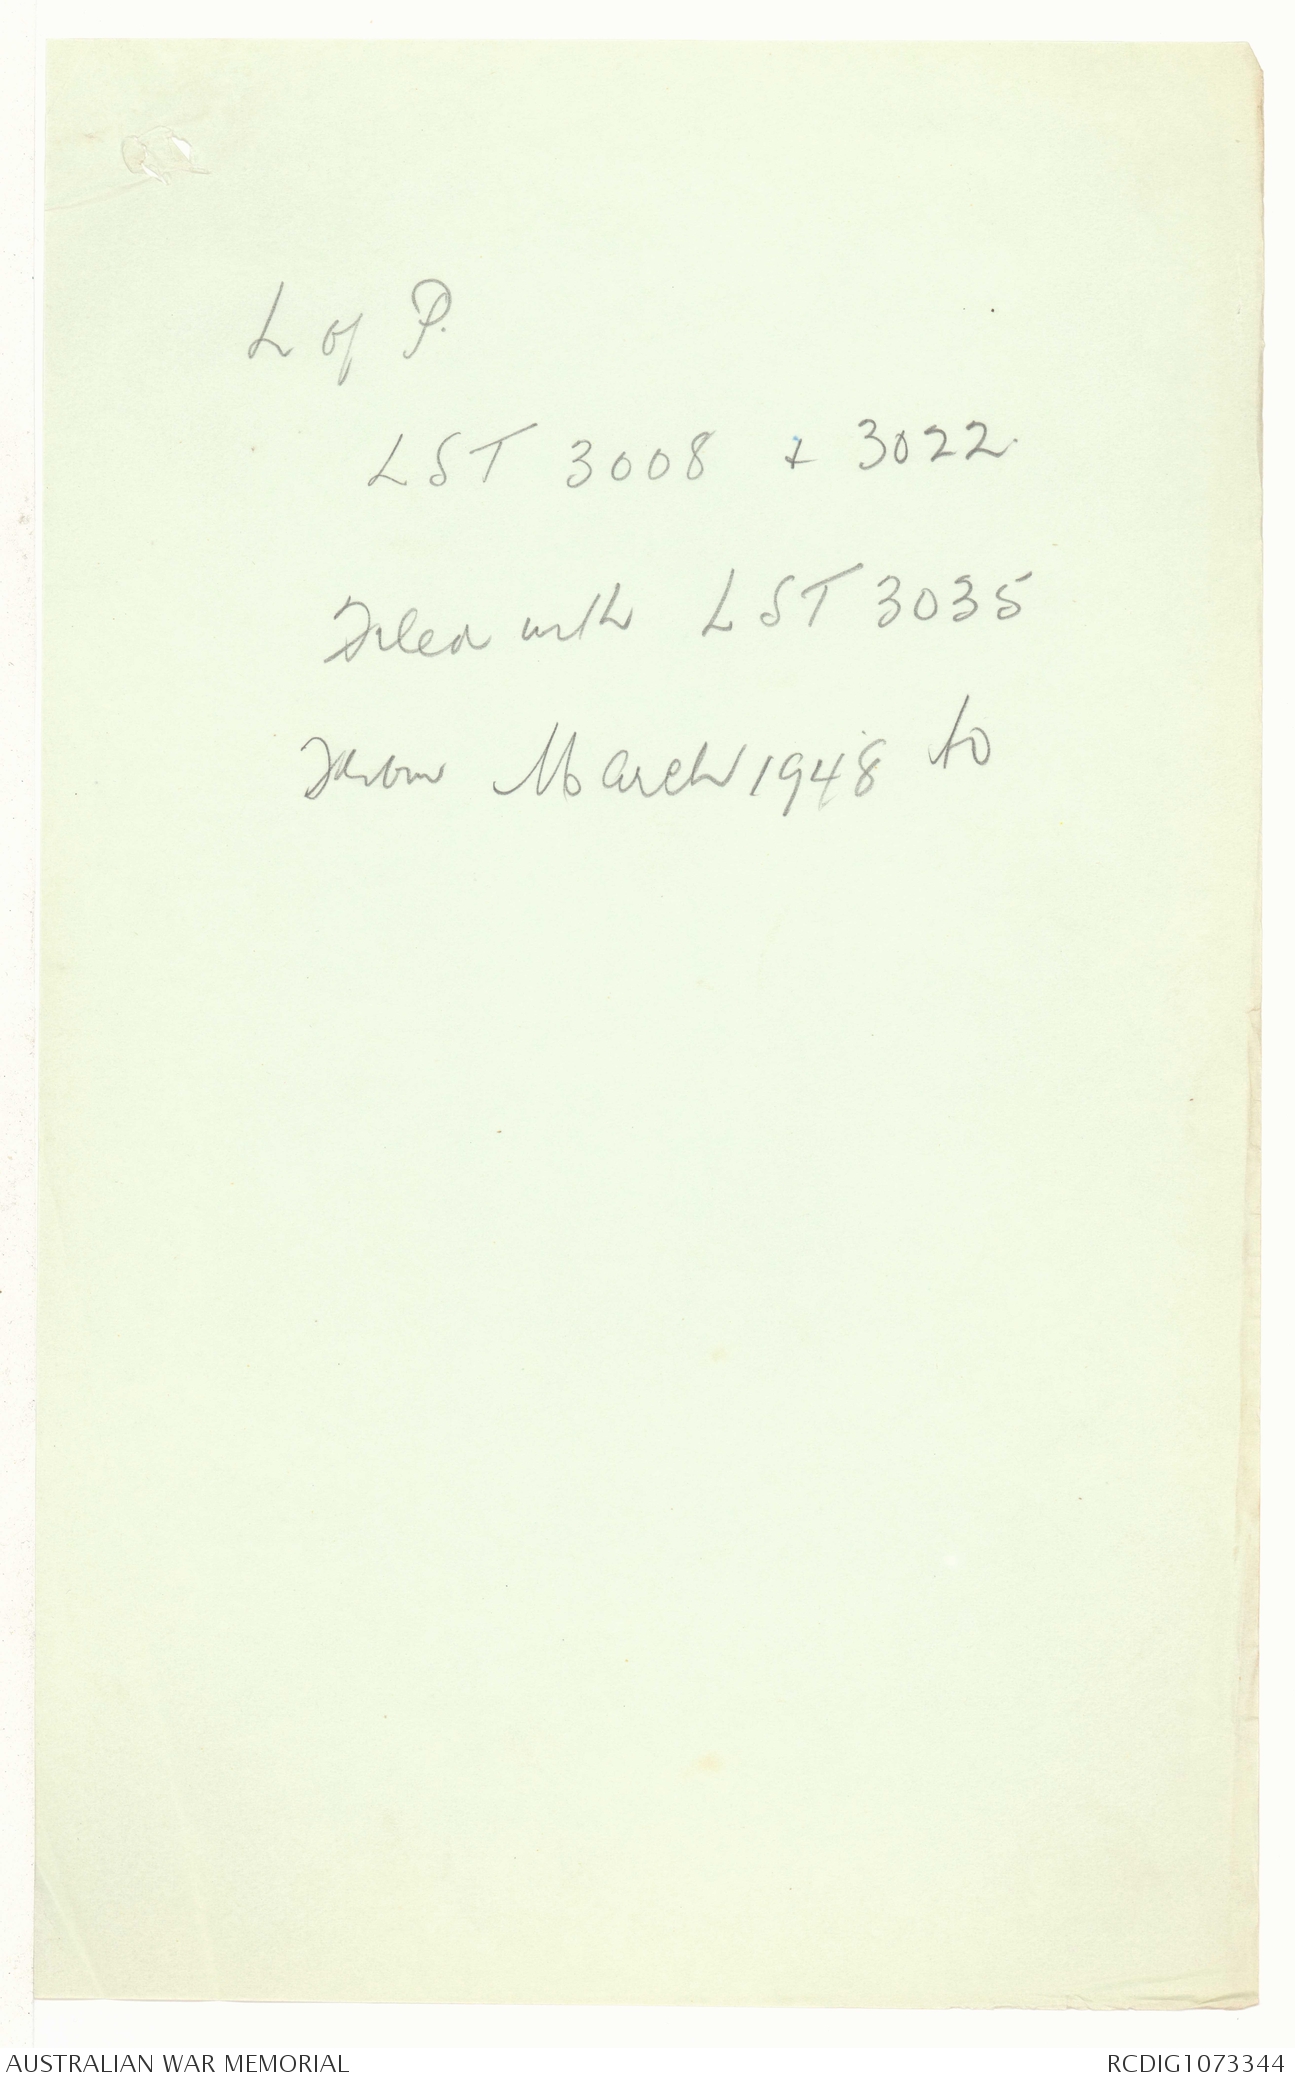 L of P.
LST 3008 + 3022.
Filed with LST 3035
From March 1948 to
AUSTRALIAN WAR MEMORIAL
RCDIG1073344